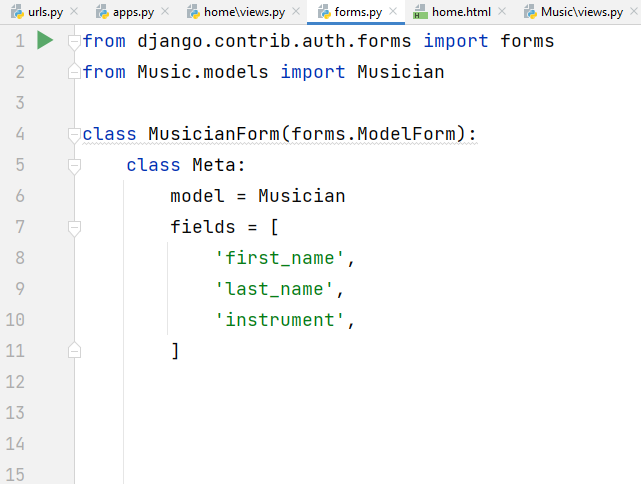 urls.py apps.py home\views.py forms.py home.html Music\views.py
1 from django.contrib.auth.forms import forms
2 from Music.models import Musician
3
4 class MusicianForm(forms.ModelForm):
5     class Meta:
6         model = Musician
7         fields = [
8             'first_name',
9             'last_name',
10             'instrument',
11         ]
12
13
14
15